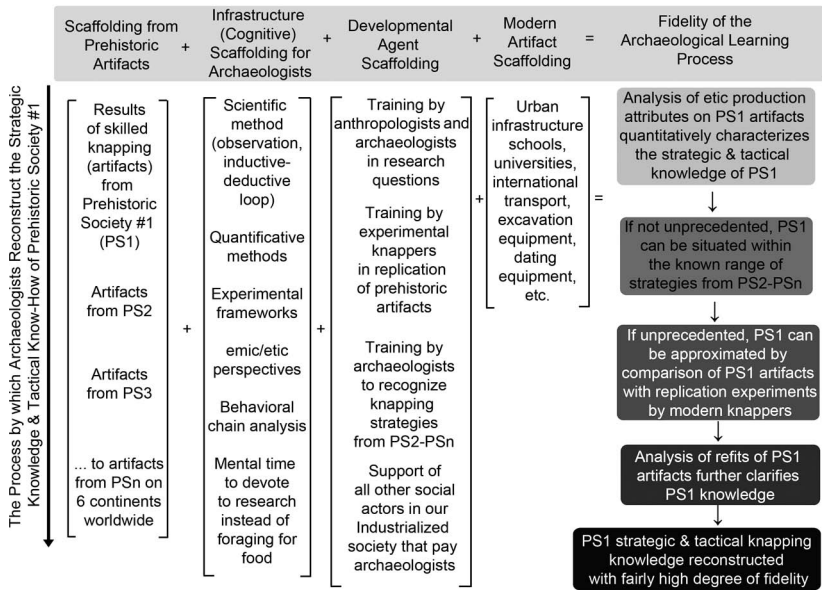 Scaffolding from
Prehistoric
Artifacts
+
Infrastructure
(Cognitive)
Scaffolding for
Archaeologists
+
Developmental
Agent
Scaffolding
+
Modern
Artifact
Scaffolding
=
Fidelity of the
Archaeological Learning
Process
The Process by which Archaeologists Reconstruct the Strategic
Knowledge & Tactical Know-How of Prehistoric Society #1
Results
of skilled
knapping
(artifacts)
from
Prehistoric
Society #1
(PS1)
Artifacts
from PS2
Artifacts
from PS3
... to artifacts
from PSn on
6 continents
worldwide
+
Scientific
method
(observation,
inductive-
deductive
loop)
Quantificative
methods
Experimental
frameworks
emic/etic
perspectives
Behavioral
chain analysis
Mental time
to devote
to research
instead of
foraging for
food
+
Training by
anthropologists and
archaeologists
in research
questions
Training by
experimental
knappers
in replication
of prehistoric
artifacts
Training by
archaeologists
to recognize
knapping
strategies
from PS2-PSn
Support of
all other social
actors in our
Industrialized
society that pay
archaeologists
+
Urban
infrastructure
schools,
universities,
international
transport,
excavation
equipment,
dating
equipment,
etc.
=
Analysis of etic production
attributes on PS1 artifacts
quantitatively characterizes
the strategic & tactical
knowledge of PS1
If not unprecedented, PS1
can be situated within
the known range of
strategies from PS2-PSn
If unprecedented, PS1 can
be approximated by
comparison of PS1 artifacts
with replication experiments
by modern knappers
Analysis of refits of PS1
artifacts further clarifies
PS1 knowledge
PS1 strategic & tactical
knapping
knowledge reconstructed
with fairly high degree of fidelity